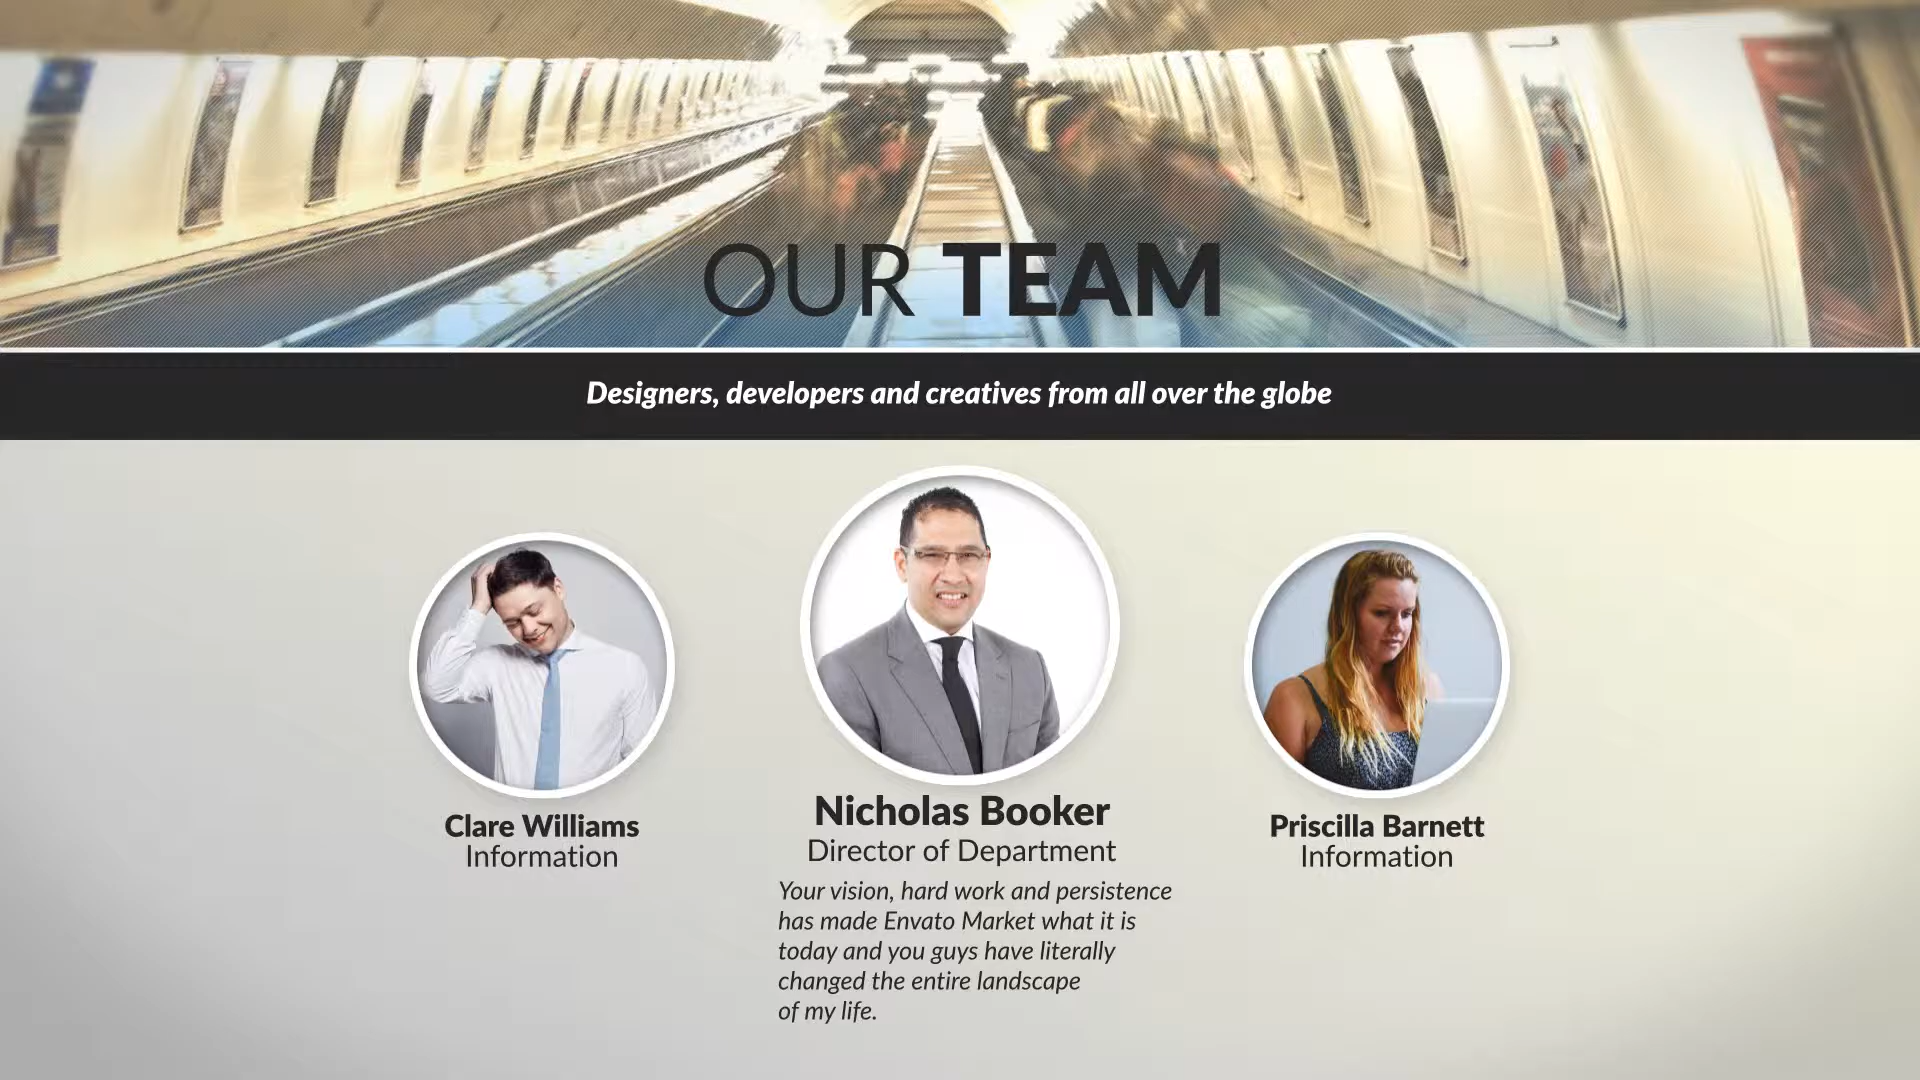 OUR TEAM
Designers, developers and creatives from all over the globe
Clare Williams
Information
Nicholas Booker
Director of Department
Your vision, hard work and persistence
has made Envato Market what it is
today and you guys have literally
changed the entire landscape
of my life.
Priscilla Barnett
Information